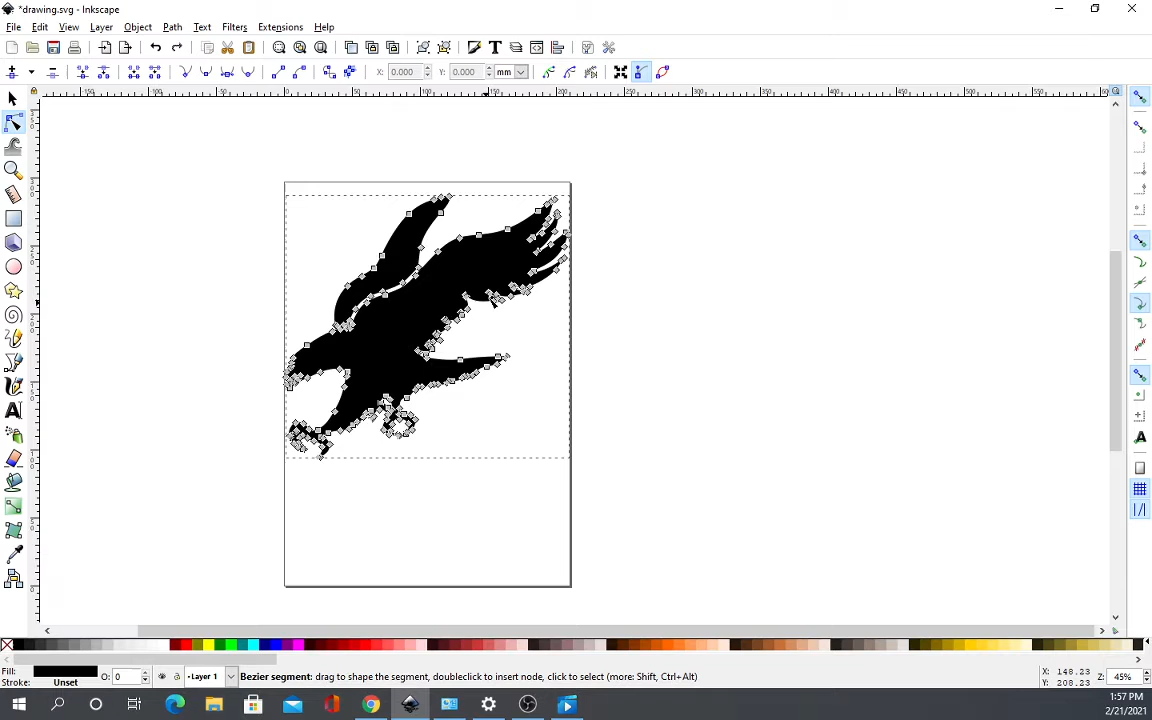 *drawing.svg - Inkscape
File Edit View Layer Object Path Text Filters Extensions Help
X: 0.000 Y: 0.000 mm
Fill: Stroke: Unset O: 0 Layer 1 Bezier segment: drag to shape the segment, doubleclick to insert node, click to select (more: Shift, Ctrl+Alt) X: 148.23 Y: 208.23 Z: 45%
1:57 PM
2/21/2021